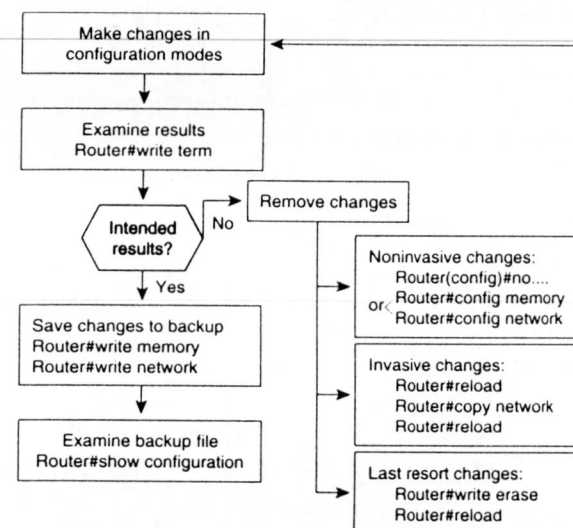 Make changes in
configuration modes
Examine results
Router#write term
Intended
results?
No
Yes
Remove changes
Save changes to backup
Router#write memory
Router#write network
Examine backup file
Router#show configuration
Noninvasive changes:
Router(config)#no....
or Router#config memory
Router#config network
Invasive changes:
Router#reload
Router#copy network
Router#reload
Last resort changes:
Router#write erase
Router#reload